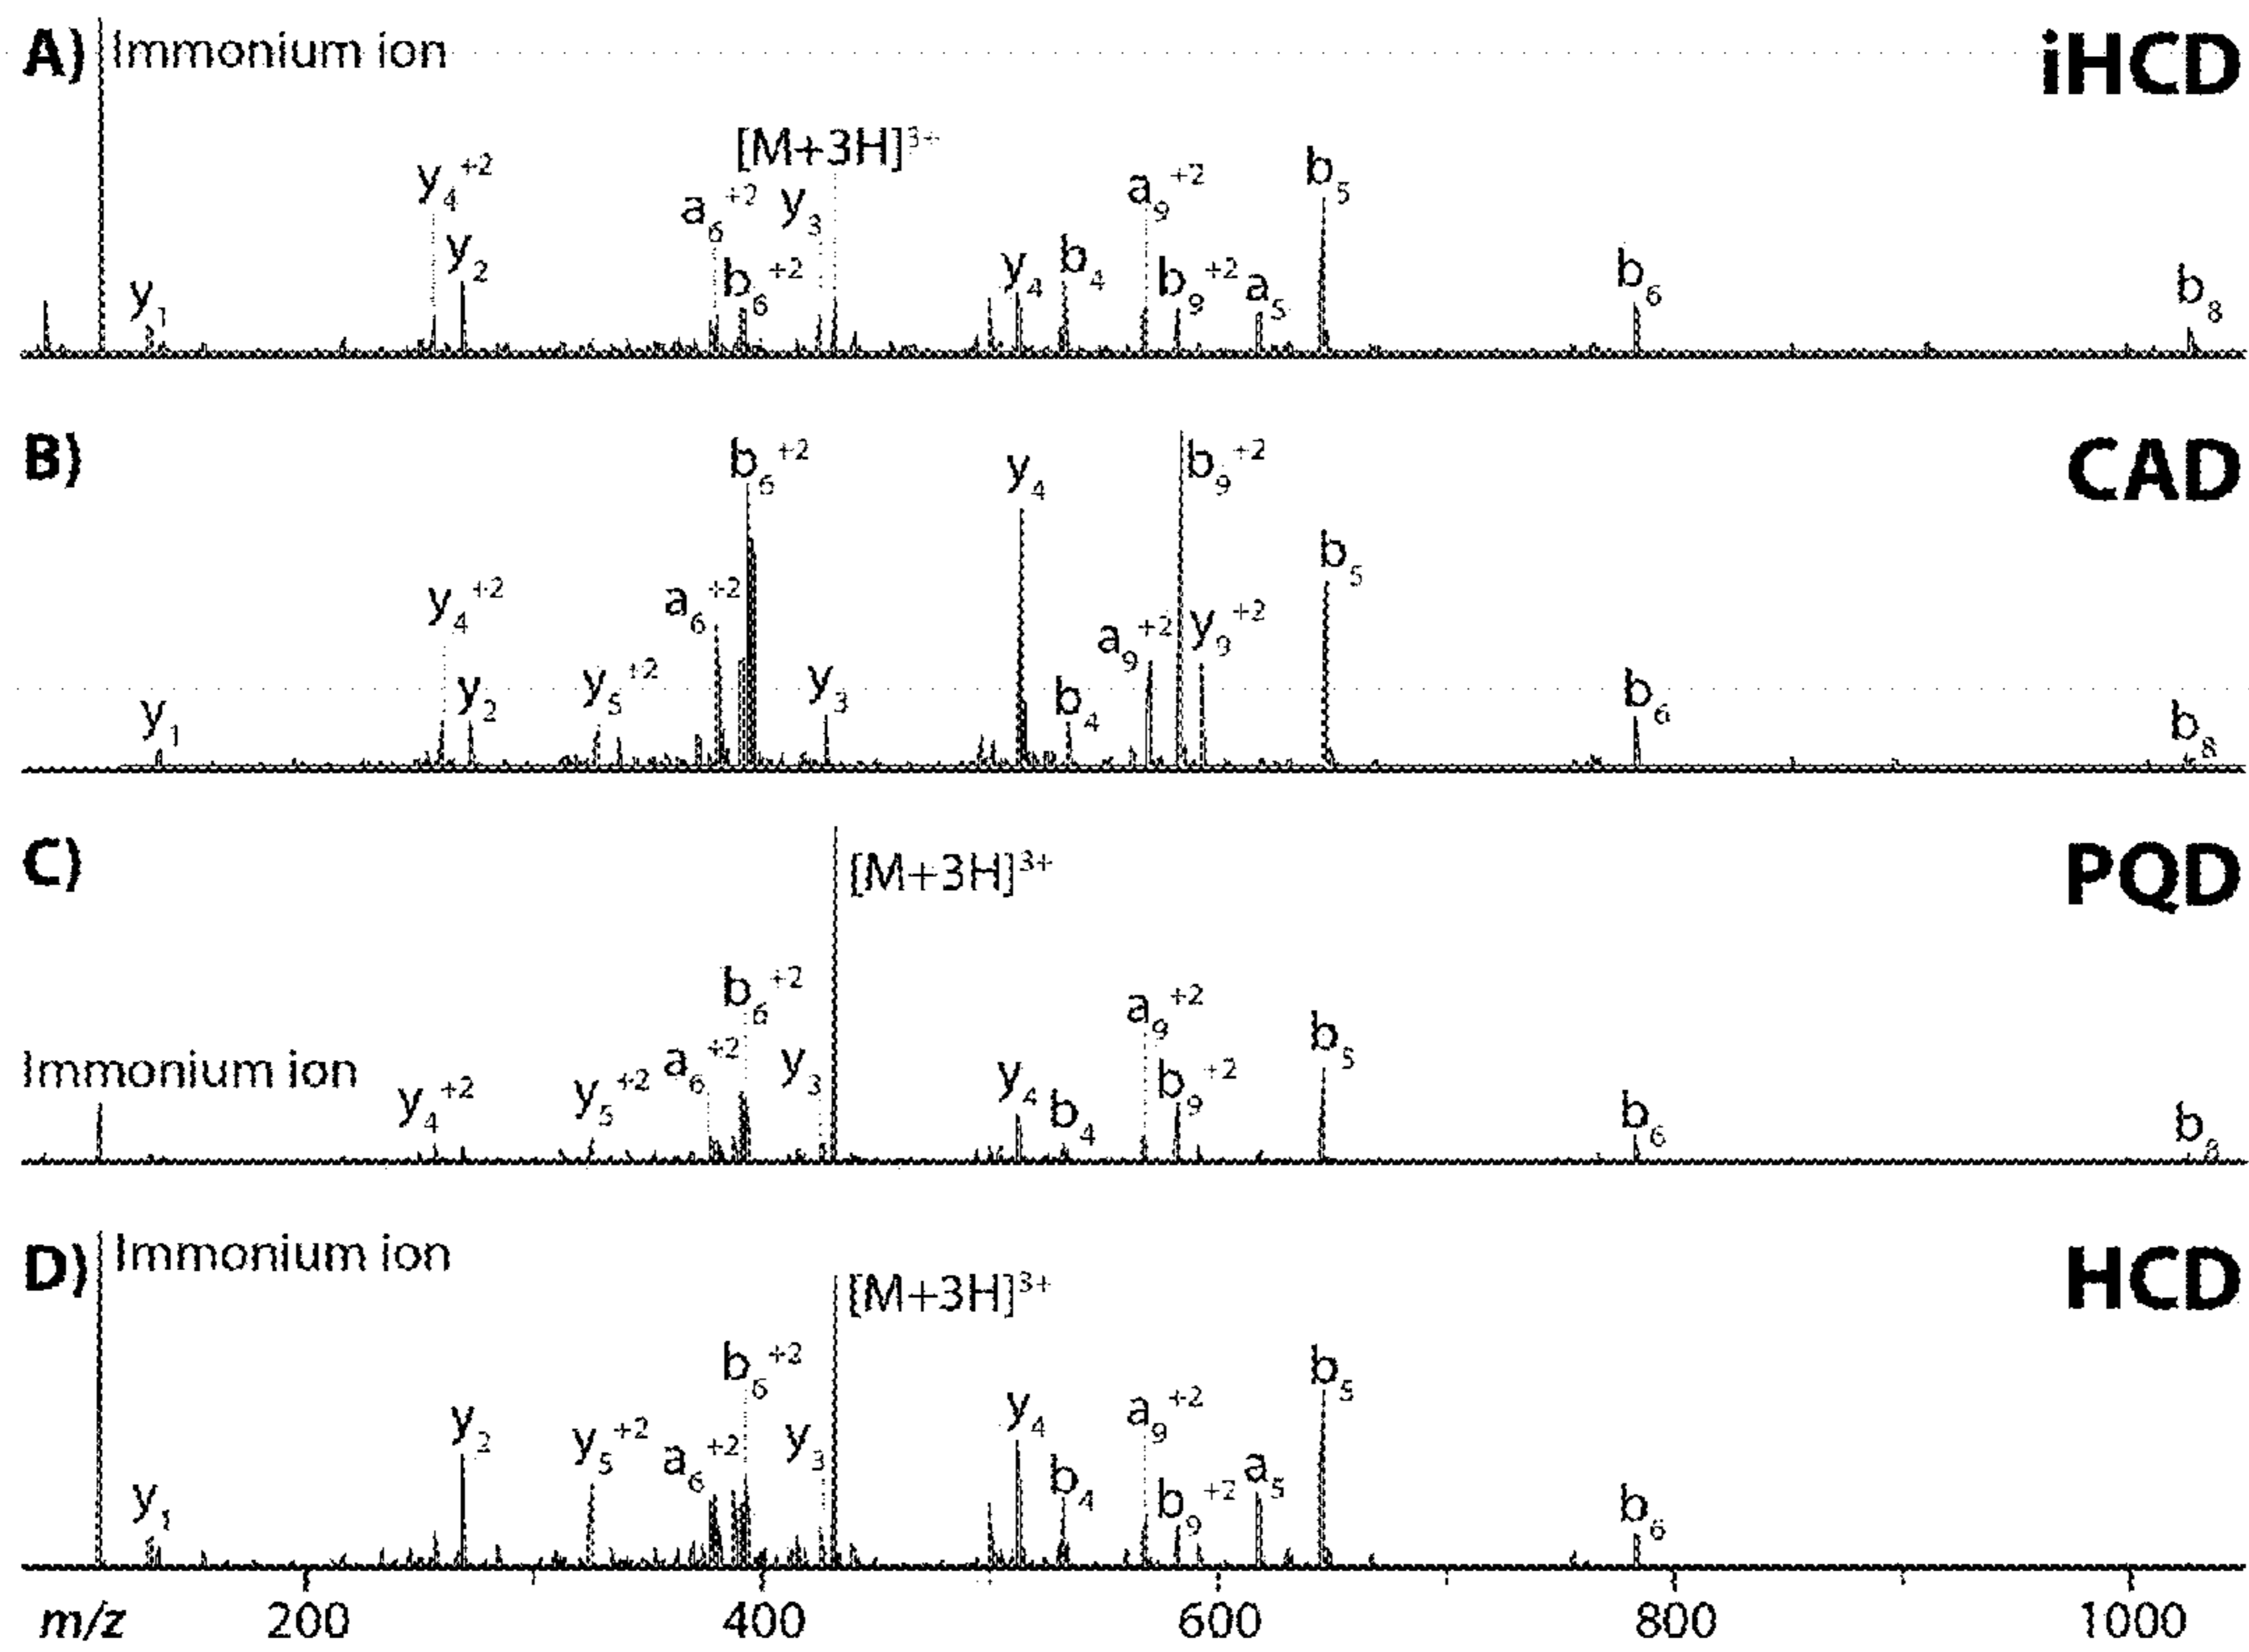 A) Immonium ion iHCD
[M+3H]³⁺
y₄⁺² a₆⁺² y₃ a₉⁺² b₅
y₂ b₆⁺² y₄ b₄ b₉⁺² a₅ b₆ b₈
y₁
B) CAD
b₆⁺² y₄ b₉⁺²
b₅
y₄⁺² a₆⁺² a₉⁺² y₉⁺²
y₁ y₂ y₅⁺² y₃ b₄ b₆ b₈
C) [M+3H]³⁺ PQD
b₆⁺² a₉⁺²
Immonium ion y₄⁺² y₅⁺² a₆⁺² y₃ y₄ b₄ b₉⁺² b₅ b₆ b₈
D) Immonium ion [M+3H]³⁺ HCD
b₆⁺² b₅
y₂ y₅⁺² a₆⁺² y₃ y₄ a₉⁺²
y₁ b₄ b₉⁺² a₅ b₆
m/z 200 400 600 800 1000